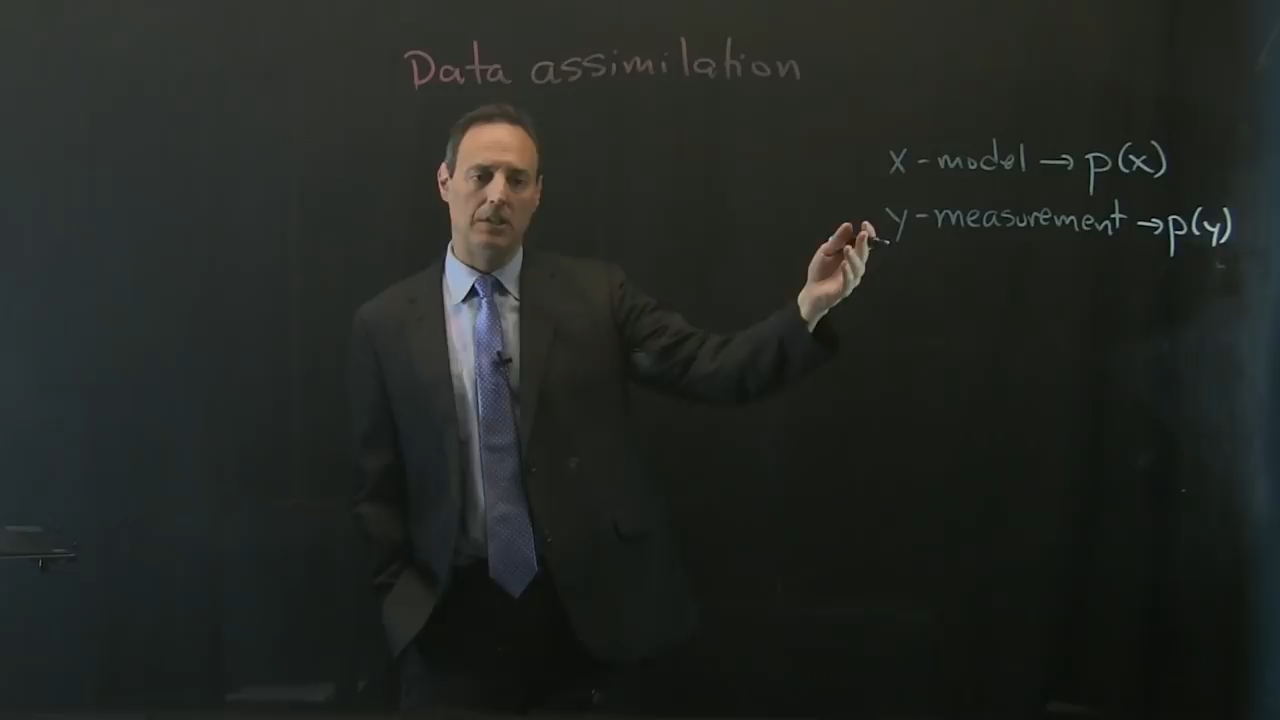 Data assimilation
x-model → p(x)
y-measurement → p(y)